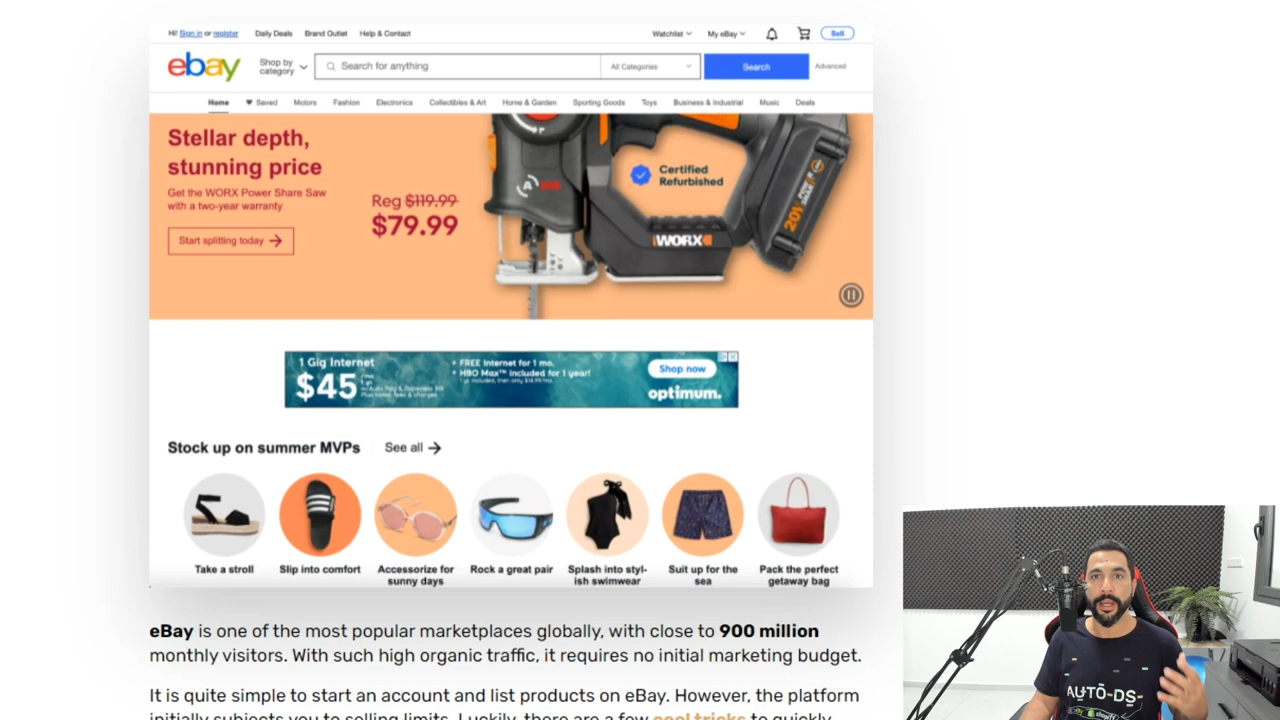 Hi! Sign in or register Daily Deals Brand Outlet Help & Contact Watchlist My eBay Sell
ebay Shop by category Search for anything All Categories Search Advanced
Home Saved Motors Fashion Electronics Collectibles & Art Home & Garden Sporting Goods Toys Business & Industrial Music Deals
Stellar depth,
stunning price
Get the WORX Power Share Saw
with a two-year warranty
Start splitting today
Reg $119.99
$79.99
Certified
Refurbished
WORX
20V
1 Gig Internet
$45
+ FREE Internet for 1 mo.
+ HBO Max™ included for 1 year!
Shop now
optimum.
Stock up on summer MVPs See all
Take a stroll
Slip into comfort
Accessorize for
sunny days
Rock a great pair
Splash into styl-
ish swimwear
Suit up for the
sea
Pack the perfect
getaway bag
eBay is one of the most popular marketplaces globally, with close to 900 million
monthly visitors. With such high organic traffic, it requires no initial marketing budget.
It is quite simple to start an account and list products on eBay. However, the platform
initially subjects you to selling limits. Luckily, there are a few cool tricks to quickly
AUTO-DS